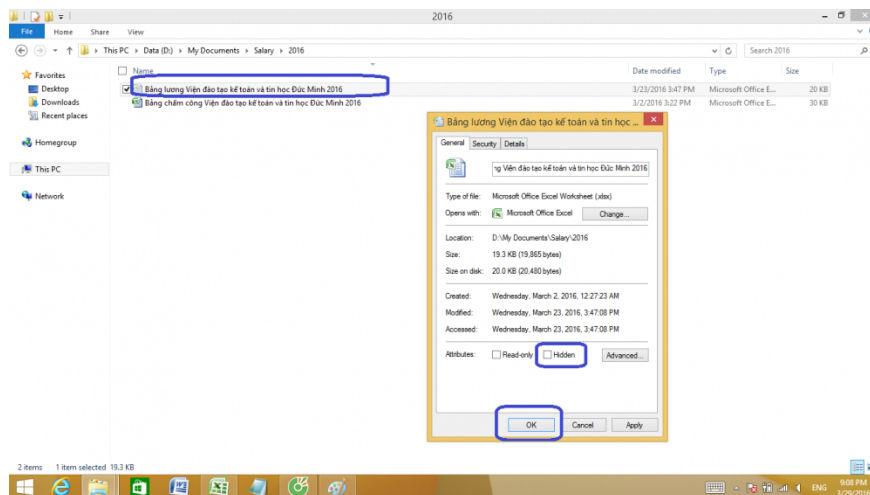 2016
File Home Share View
This PC ▸ Data (D:) ▸ My Documents ▸ Salary ▸ 2016
Search 2016
Name Date modified Type Size
Favorites
Desktop
Downloads
Recent places
Homegroup
This PC
Network
Bảng lương Viện đào tạo kế toán và tin học Đức Minh 2016 3/23/2016 3:47 PM Microsoft Office E... 20 KB
Bảng chấm công Viện đào tạo kế toán và tin học Đức Minh 2016 3/2/2016 3:22 PM Microsoft Office E... 30 KB
Bảng lương Viện đào tạo kế toán và tin học ...
General Security Details
ng Viện đào tạo kế toán và tin học Đức Minh 2016
Type of file: Microsoft Office Excel Worksheet (.xlsx)
Opens with: Microsoft Office Excel Change...
Location: D:\My Documents\Salary\2016
Size: 19.3 KB (19,865 bytes)
Size on disk: 20.0 KB (20,480 bytes)
Created: Wednesday, March 2, 2016, 12:27:23 AM
Modified: Wednesday, March 23, 2016, 3:47:08 PM
Accessed: Wednesday, March 23, 2016, 3:47:08 PM
Attributes: Read-only Hidden Advanced...
OK Cancel Apply
2 items 1 item selected 19.3 KB
ENG 9:08 PM
3/29/2016